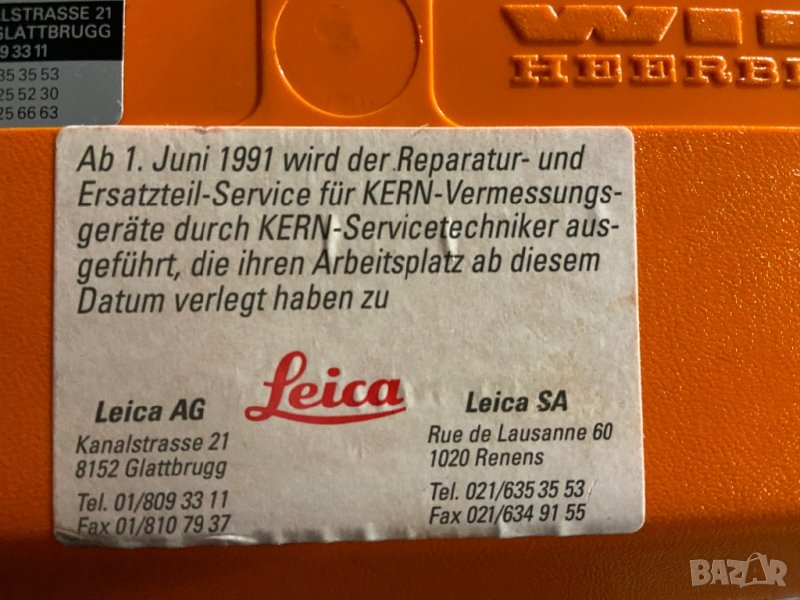 ALSTRASSE 21
GLATTBRUGG
09 33 11
35 35 53
25 52 30
25 66 63
WI
HEERB
Ab 1. Juni 1991 wird der Reparatur- und
Ersatzteil-Service für KERN-Vermessungs-
geräte durch KERN-Servicetechniker aus-
geführt, die ihren Arbeitsplatz ab diesem
Datum verlegt haben zu
Leica
Leica AG
Kanalstrasse 21
8152 Glattbrugg
Tel. 01/809 33 11
Fax 01/810 79 37
Leica SA
Rue de Lausanne 60
1020 Renens
Tel. 021/635 35 53
Fax 021/634 91 55
BAZAR